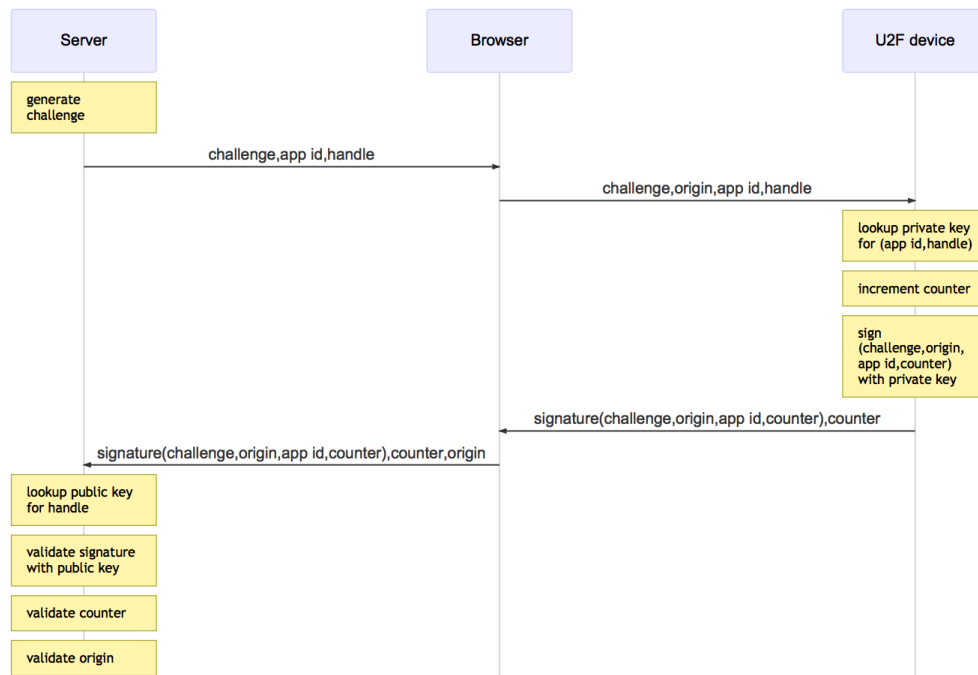 Server
Browser
U2F device
generate
challenge
challenge,app id,handle
challenge,origin,app id,handle
lookup private key
for (app id,handle)
increment counter
sign
(challenge,origin,
app id,counter)
with private key
signature(challenge,origin,app id,counter),counter
signature(challenge,origin,app id,counter),counter,origin
lookup public key
for handle
validate signature
with public key
validate counter
validate origin